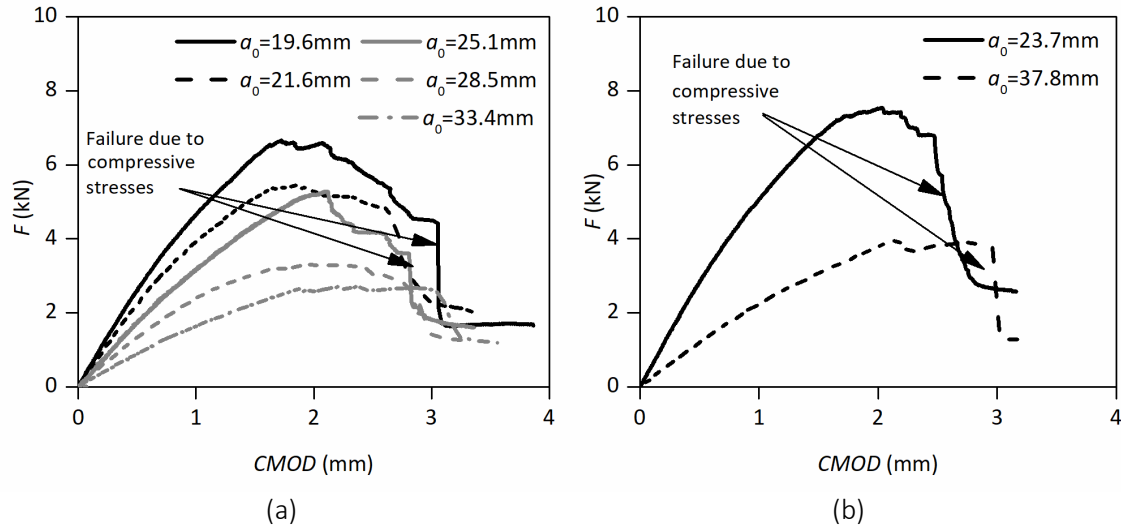 10
8
6
4
2
0
F (kN)
0 1 2 3 4
CMOD (mm)
a0=19.6mm a0=25.1mm
a0=21.6mm a0=28.5mm
a0=33.4mm
Failure due to
compressive
stresses
(a)
10
8
6
4
2
0
F (kN)
0 1 2 3 4
CMOD (mm)
a0=23.7mm
a0=37.8mm
Failure due to
compressive
stresses
(b)